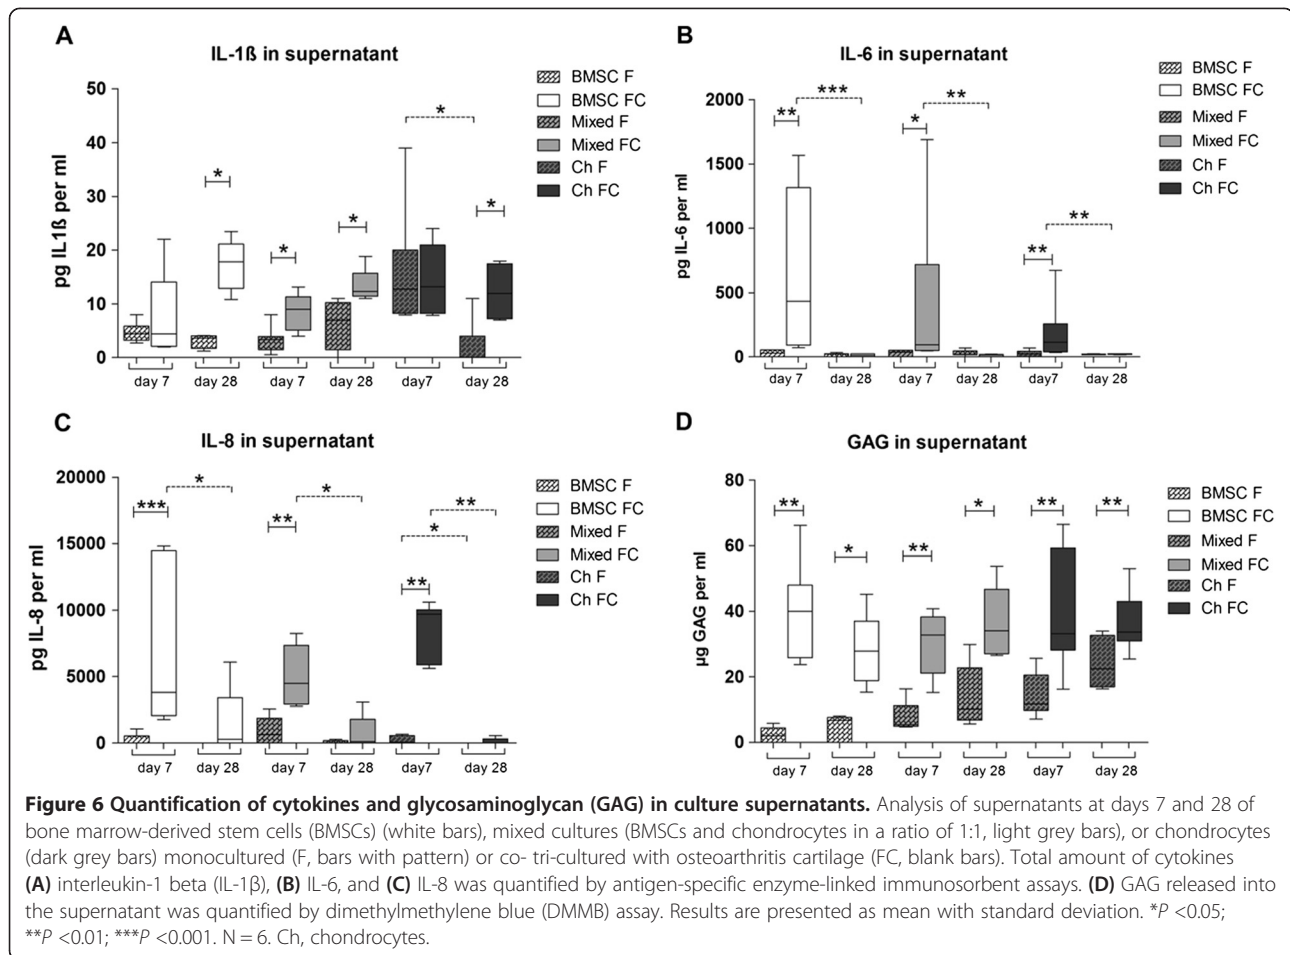 A
IL-1ß in supernatant
pg IL1ß per ml
50
40
30
20
10
0
*
*
*
*
*
day 7
day 28
day 7
day 28
day7
day 28
BMSC F
BMSC FC
Mixed F
Mixed FC
Ch F
Ch FC
B
IL-6 in supernatant
pg IL-6 per ml
2000
1500
1000
500
0
**
***
*
**
**
**
day 7
day 28
day 7
day 28
day7
day 28
BMSC F
BMSC FC
Mixed F
Mixed FC
Ch F
Ch FC
C
IL-8 in supernatant
pg IL-8 per ml
20000
15000
10000
5000
0
***
*
**
*
**
*
**
day 7
day 28
day 7
day 28
day7
day 28
BMSC F
BMSC FC
Mixed F
Mixed FC
Ch F
Ch FC
D
GAG in supernatant
µg GAG per ml
80
60
40
20
0
**
*
**
*
**
**
day 7
day 28
day 7
day 28
day 7
day 28
BMSC F
BMSC FC
Mixed F
Mixed FC
Ch F
Ch FC
Figure 6 Quantification of cytokines and glycosaminoglycan (GAG) in culture supernatants. Analysis of supernatants at days 7 and 28 of
bone marrow-derived stem cells (BMSCs) (white bars), mixed cultures (BMSCs and chondrocytes in a ratio of 1:1, light grey bars), or chondrocytes
(dark grey bars) monocultured (F, bars with pattern) or co- tri-cultured with osteoarthritis cartilage (FC, blank bars). Total amount of cytokines
(A) interleukin-1 beta (IL-1β), (B) IL-6, and (C) IL-8 was quantified by antigen-specific enzyme-linked immunosorbent assays. (D) GAG released into
the supernatant was quantified by dimethylmethylene blue (DMMB) assay. Results are presented as mean with standard deviation. *P <0.05;
**P <0.01; ***P <0.001. N = 6. Ch, chondrocytes.